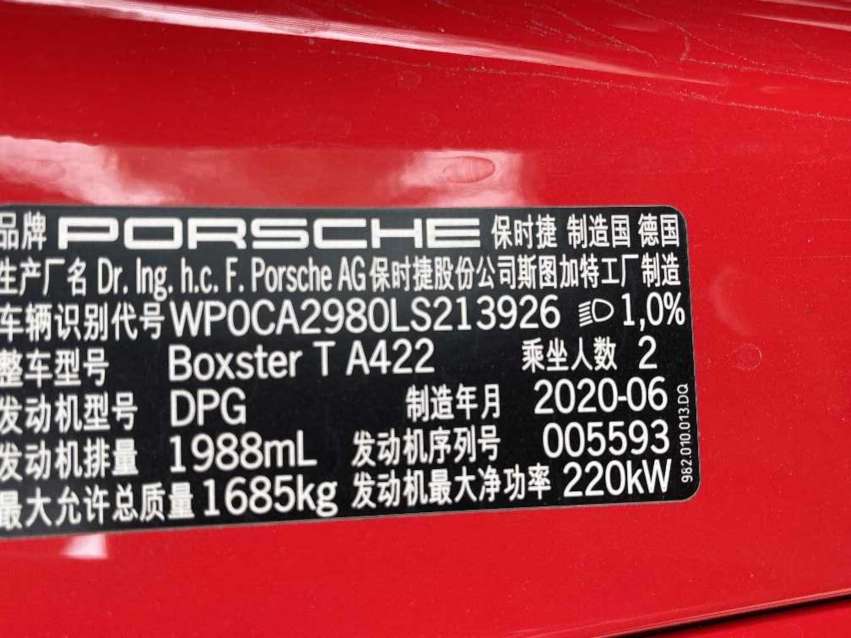 品牌 PORSCHE 保时捷 制造国 德国
生产厂名 Dr. Ing. h.c. F. Porsche AG 保时捷股份公司斯图加特工厂制造
车辆识别代号 WP0CA2980LS213926 1,0%
整车型号 Boxster T A422 乘坐人数 2
发动机型号 DPG 制造年月 2020-06
发动机排量 1988mL 发动机序列号 005593
最大允许总质量 1685kg 发动机最大净功率 220kW
982.010.013.DQ